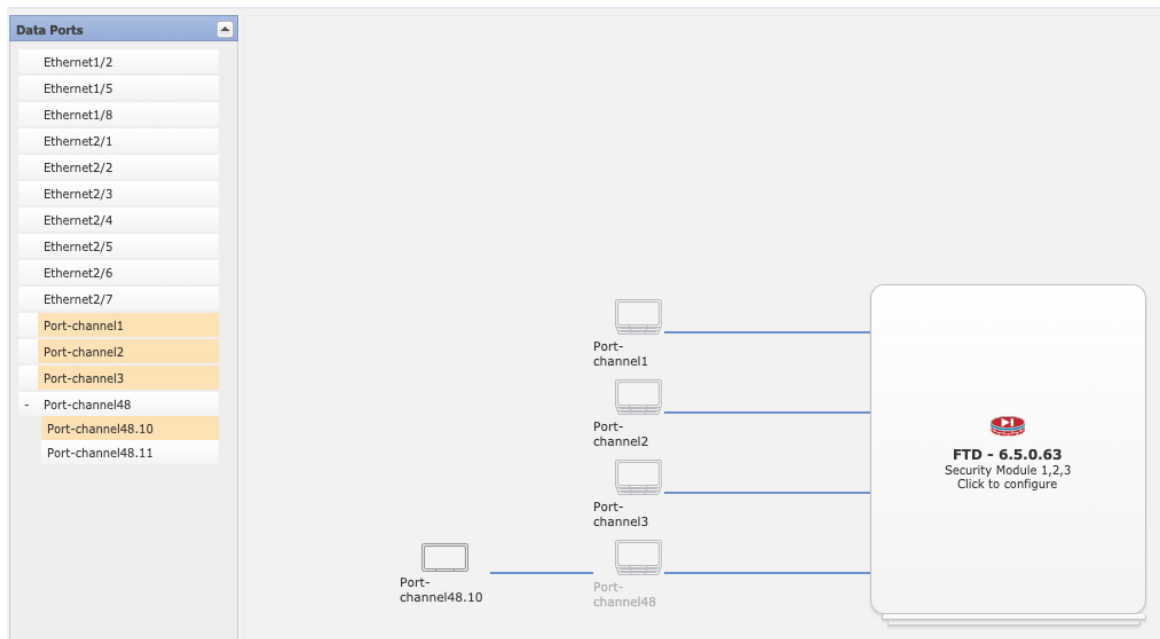 Data Ports
Ethernet1/2
Ethernet1/5
Ethernet1/8
Ethernet2/1
Ethernet2/2
Ethernet2/3
Ethernet2/4
Ethernet2/5
Ethernet2/6
Ethernet2/7
Port-channel1
Port-channel2
Port-channel3
- Port-channel48
Port-channel48.10
Port-channel48.11
Port-
channel1
Port-
channel2
Port-
channel3
Port-
channel48.10
Port-
channel48
FTD - 6.5.0.63
Security Module 1,2,3
Click to configure